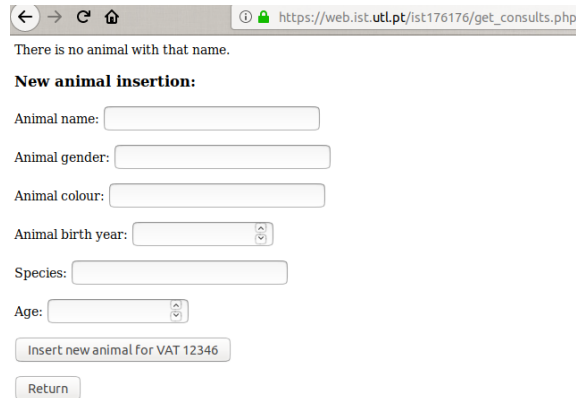 https://web.ist.utl.pt/ist176176/get_consults.php
There is no animal with that name.
New animal insertion:
Animal name:
Animal gender:
Animal colour:
Animal birth year:
Species:
Age:
Insert new animal for VAT 12346
Return